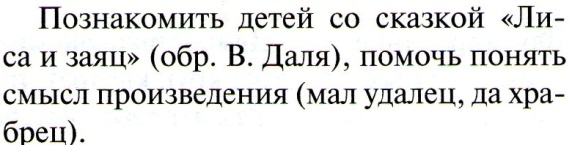 Познакомить детей со сказкой «Ли-
са и заяц» (обр. В. Даля), помочь понять
смысл произведения (мал удалец, да хра-
брец).